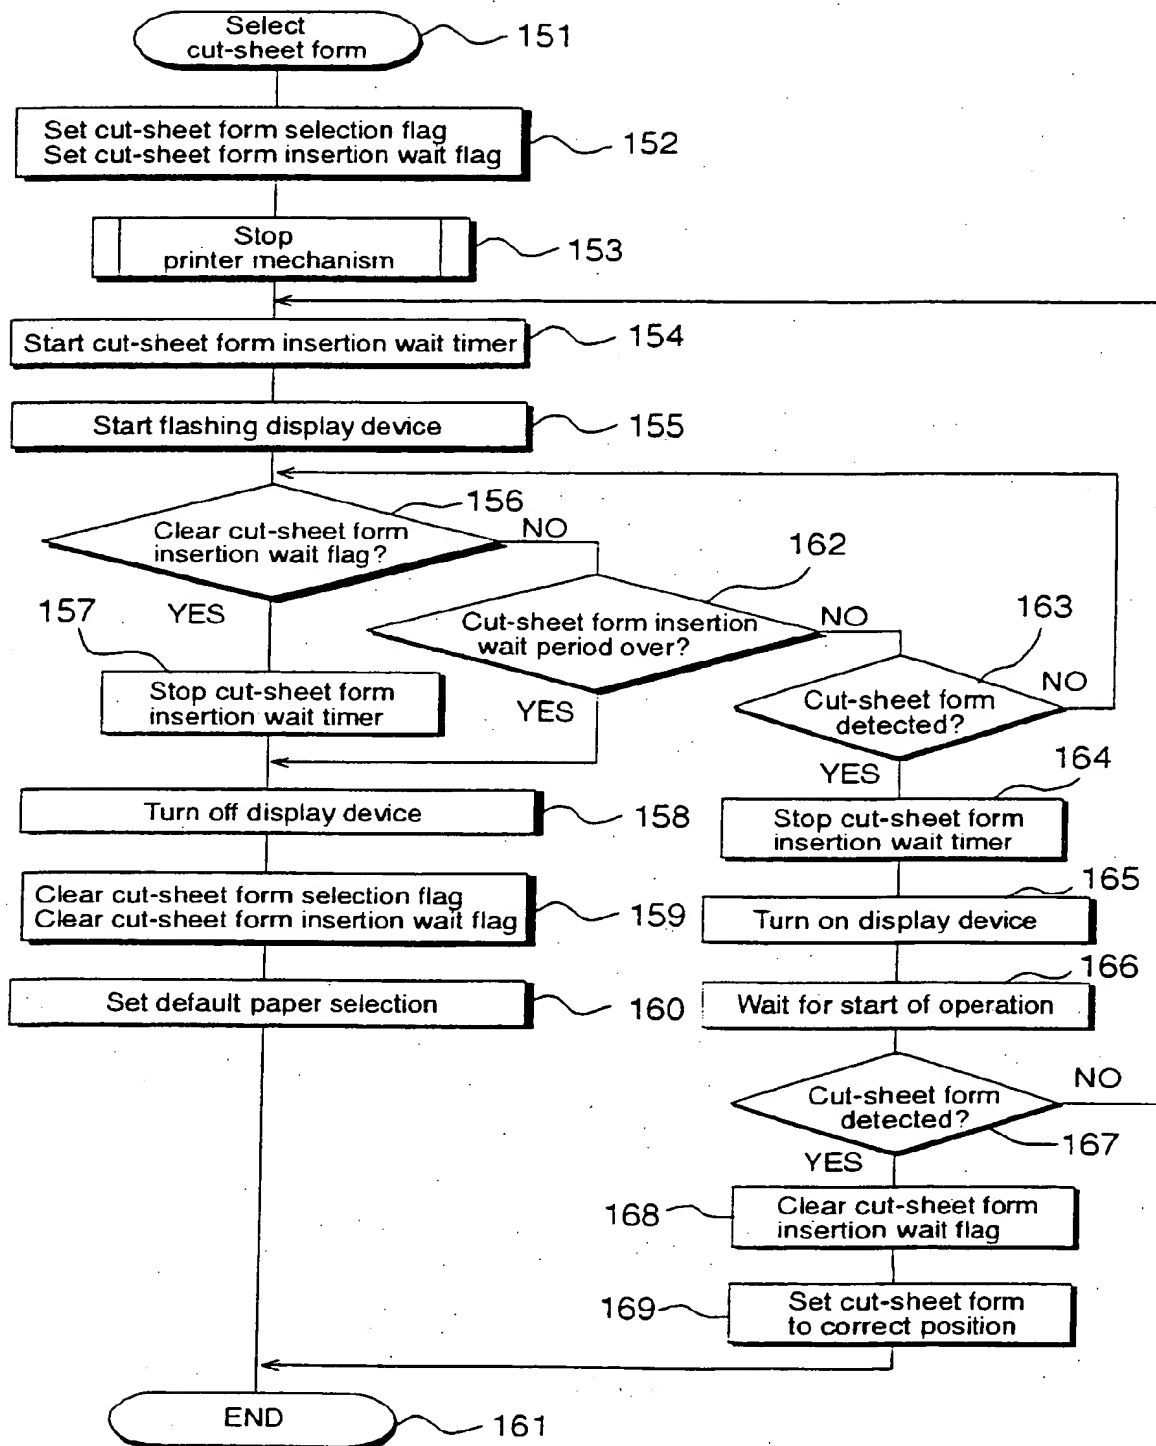 Select
cut-sheet form
151
Set cut-sheet form selection flag
Set cut-sheet form insertion wait flag
152
Stop
printer mechanism
153
Start cut-sheet form insertion wait timer
154
Start flashing display device
155
156
Clear cut-sheet form
insertion wait flag?
NO
YES
162
Cut-sheet form insertion
wait period over?
NO
YES
163
Cut-sheet form
detected?
NO
YES
157
Stop cut-sheet form
insertion wait timer
164
Stop cut-sheet form
insertion wait timer
Turn off display device
158
165
Turn on display device
Clear cut-sheet form selection flag
Clear cut-sheet form insertion wait flag
159
166
Wait for start of operation
Set default paper selection
160
Cut-sheet form
detected?
NO
167
YES
168
Clear cut-sheet form
insertion wait flag
169
Set cut-sheet form
to correct position
END
161